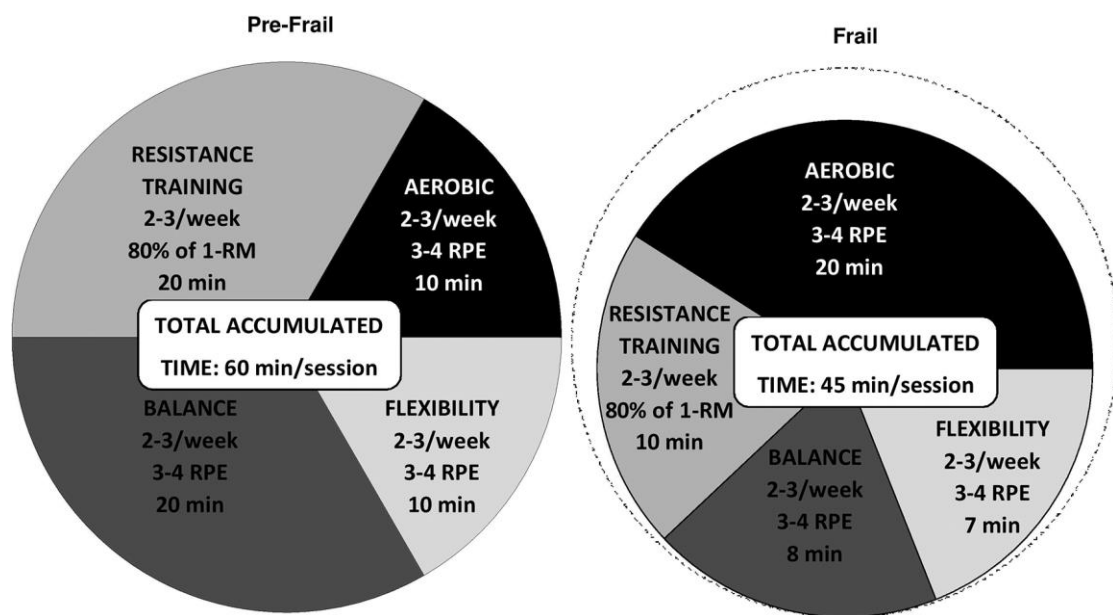 Pre-Frail
RESISTANCE
TRAINING
2-3/week
80% of 1-RM
20 min
AEROBIC
2-3/week
3-4 RPE
10 min
TOTAL ACCUMULATED
TIME: 60 min/session
BALANCE
2-3/week
3-4 RPE
20 min
FLEXIBILITY
2-3/week
3-4 RPE
10 min
Frail
AEROBIC
2-3/week
3-4 RPE
20 min
RESISTANCE
TRAINING
2-3/week
80% of 1-RM
10 min
TOTAL ACCUMULATED
TIME: 45 min/session
BALANCE
2-3/week
3-4 RPE
8 min
FLEXIBILITY
2-3/week
3-4 RPE
7 min